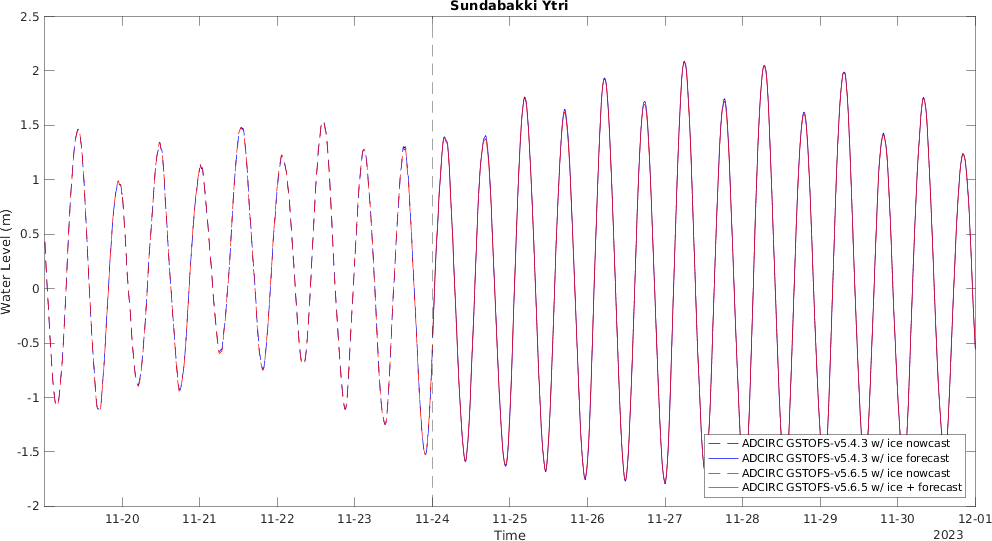 Sundabakki Ytri
2.5
2
1.5
1
0.5
0
-0.5
-1
-1.5
-2
Water Level (m)
ADCIRC GSTOFS-v5.4.3 w/ ice nowcast
ADCIRC GSTOFS-v5.4.3 w/ ice forecast
ADCIRC GSTOFS-v5.6.5 w/ ice nowcast
ADCIRC GSTOFS-v5.6.5 w/ ice + forecast
11-20 11-21 11-22 11-23 11-24 11-25 11-26 11-27 11-28 11-29 11-30 12-01
Time
2023